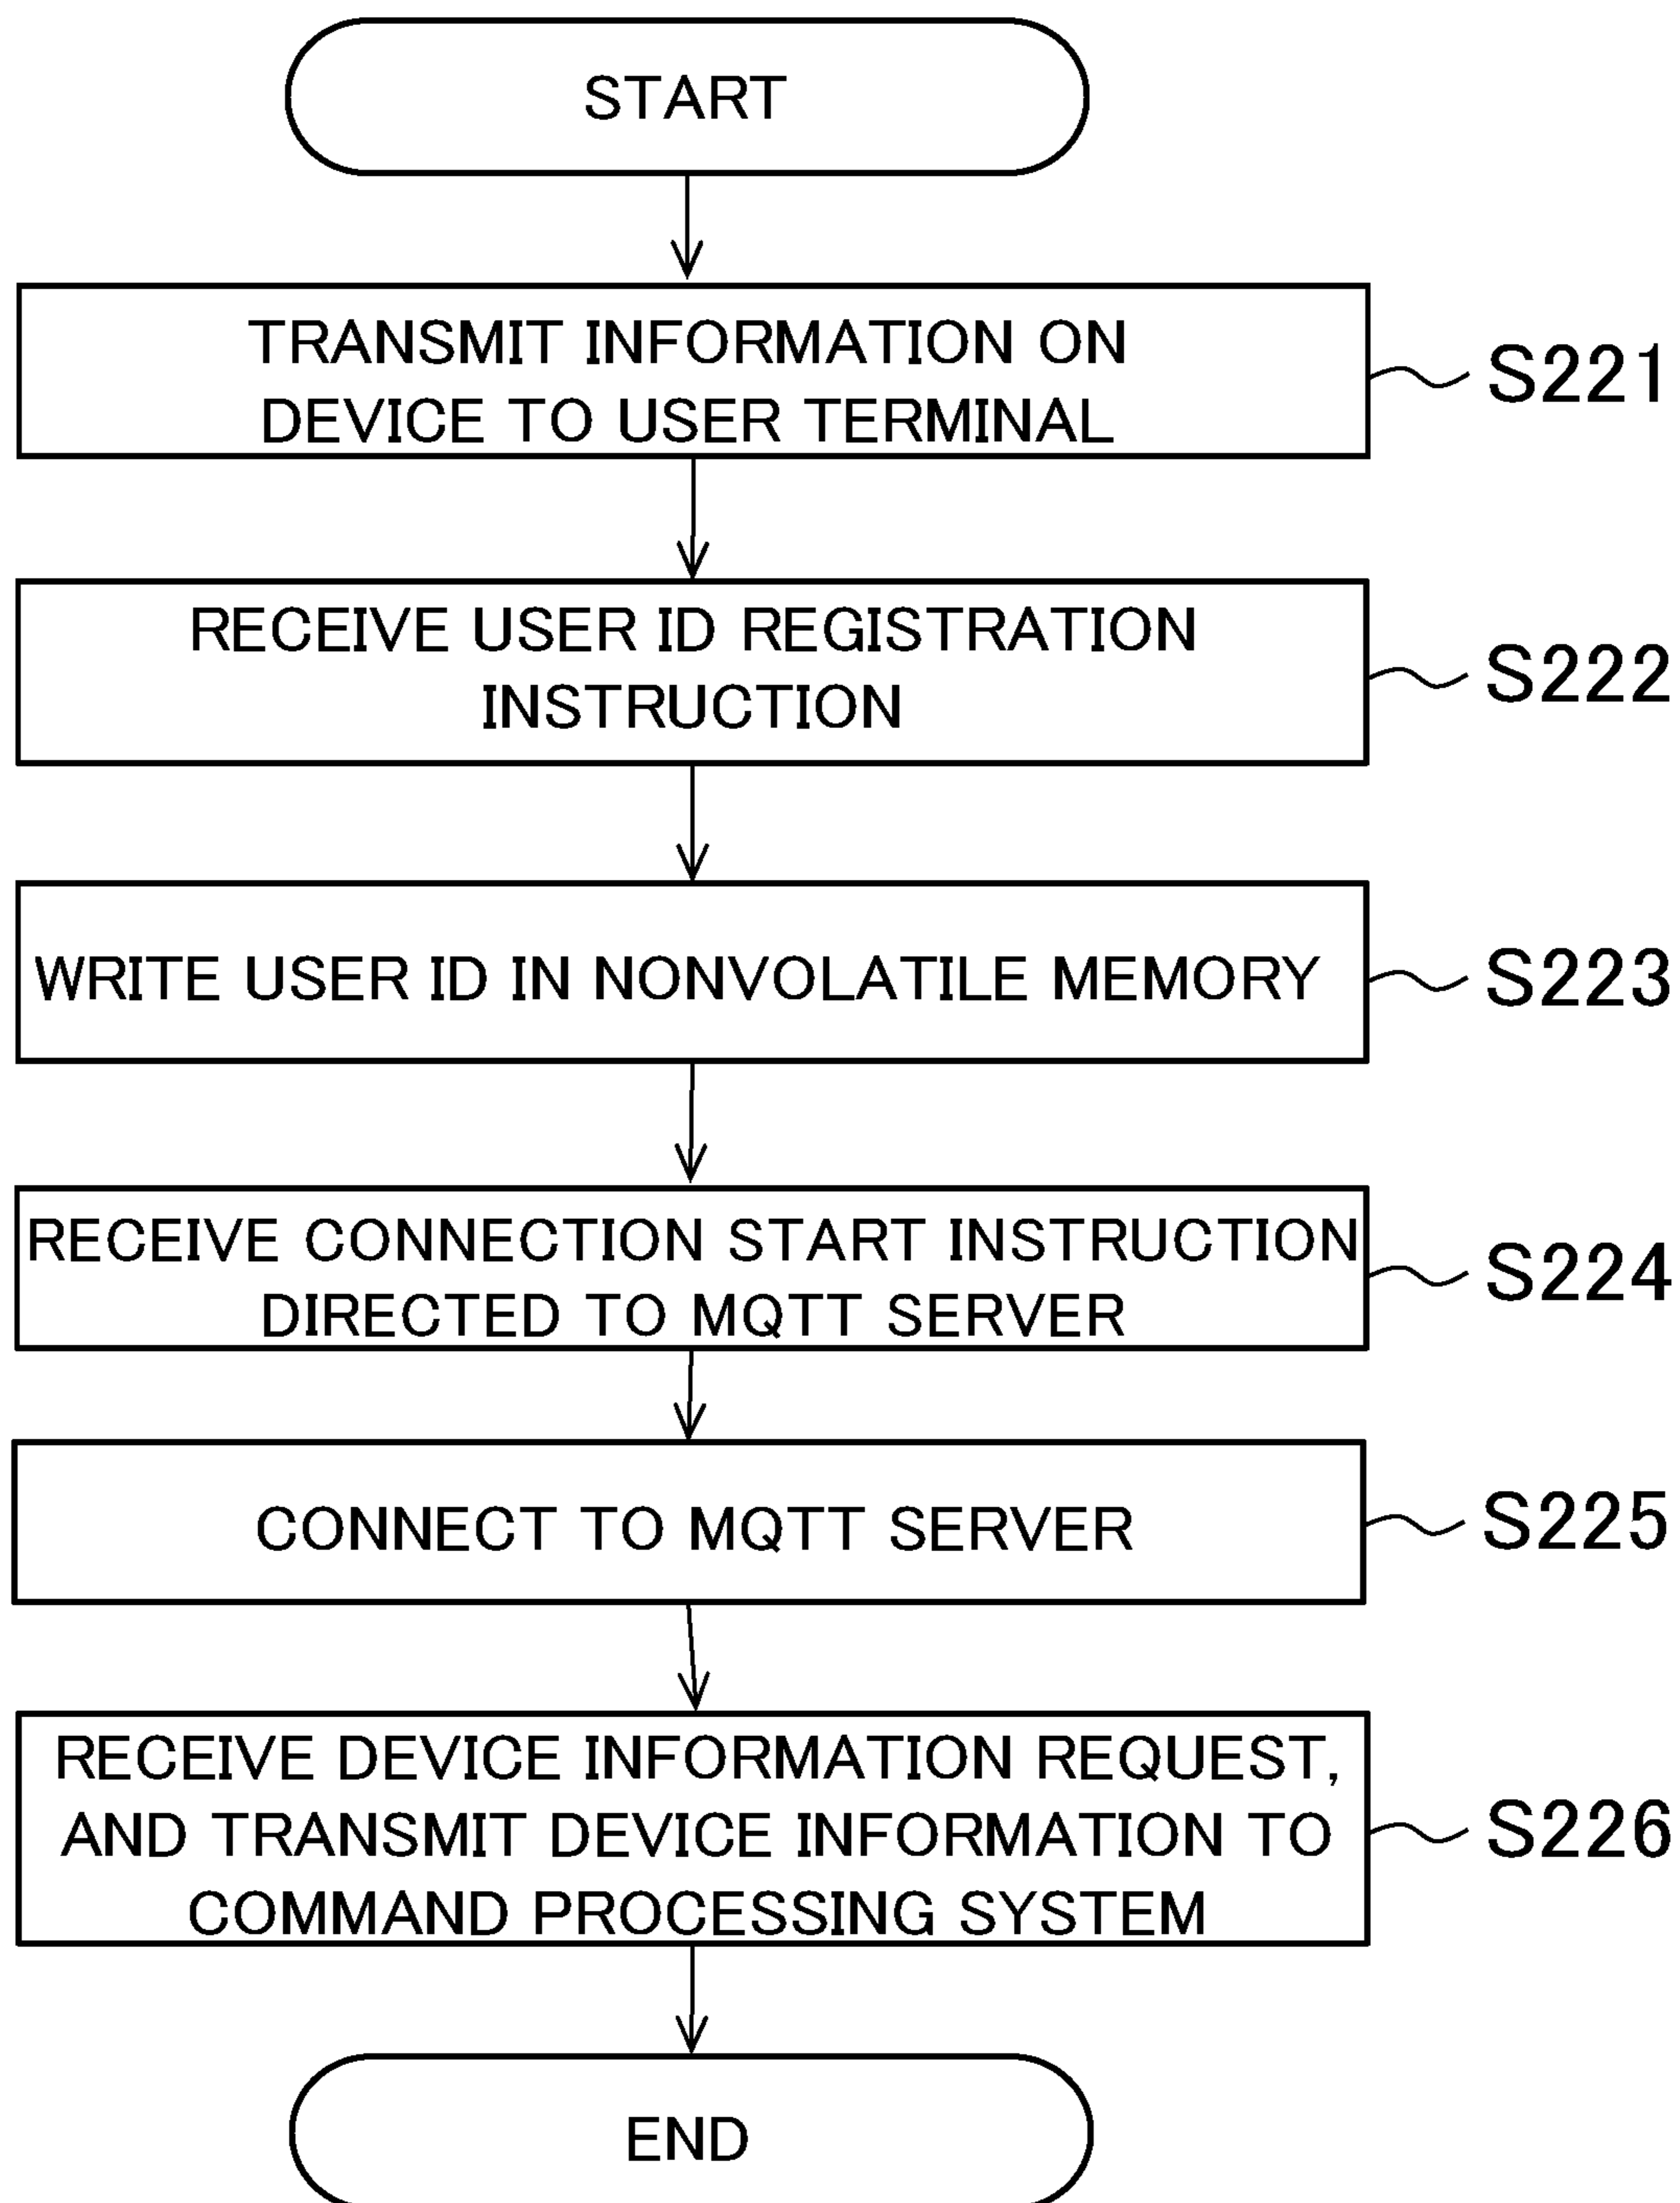 START
TRANSMIT INFORMATION ON
DEVICE TO USER TERMINAL
S221
RECEIVE USER ID REGISTRATION
INSTRUCTION
S222
WRITE USER ID IN NONVOLATILE MEMORY
S223
RECEIVE CONNECTION START INSTRUCTION
DIRECTED TO MQTT SERVER
S224
CONNECT TO MQTT SERVER
S225
RECEIVE DEVICE INFORMATION REQUEST,
AND TRANSMIT DEVICE INFORMATION TO
COMMAND PROCESSING SYSTEM
S226
END